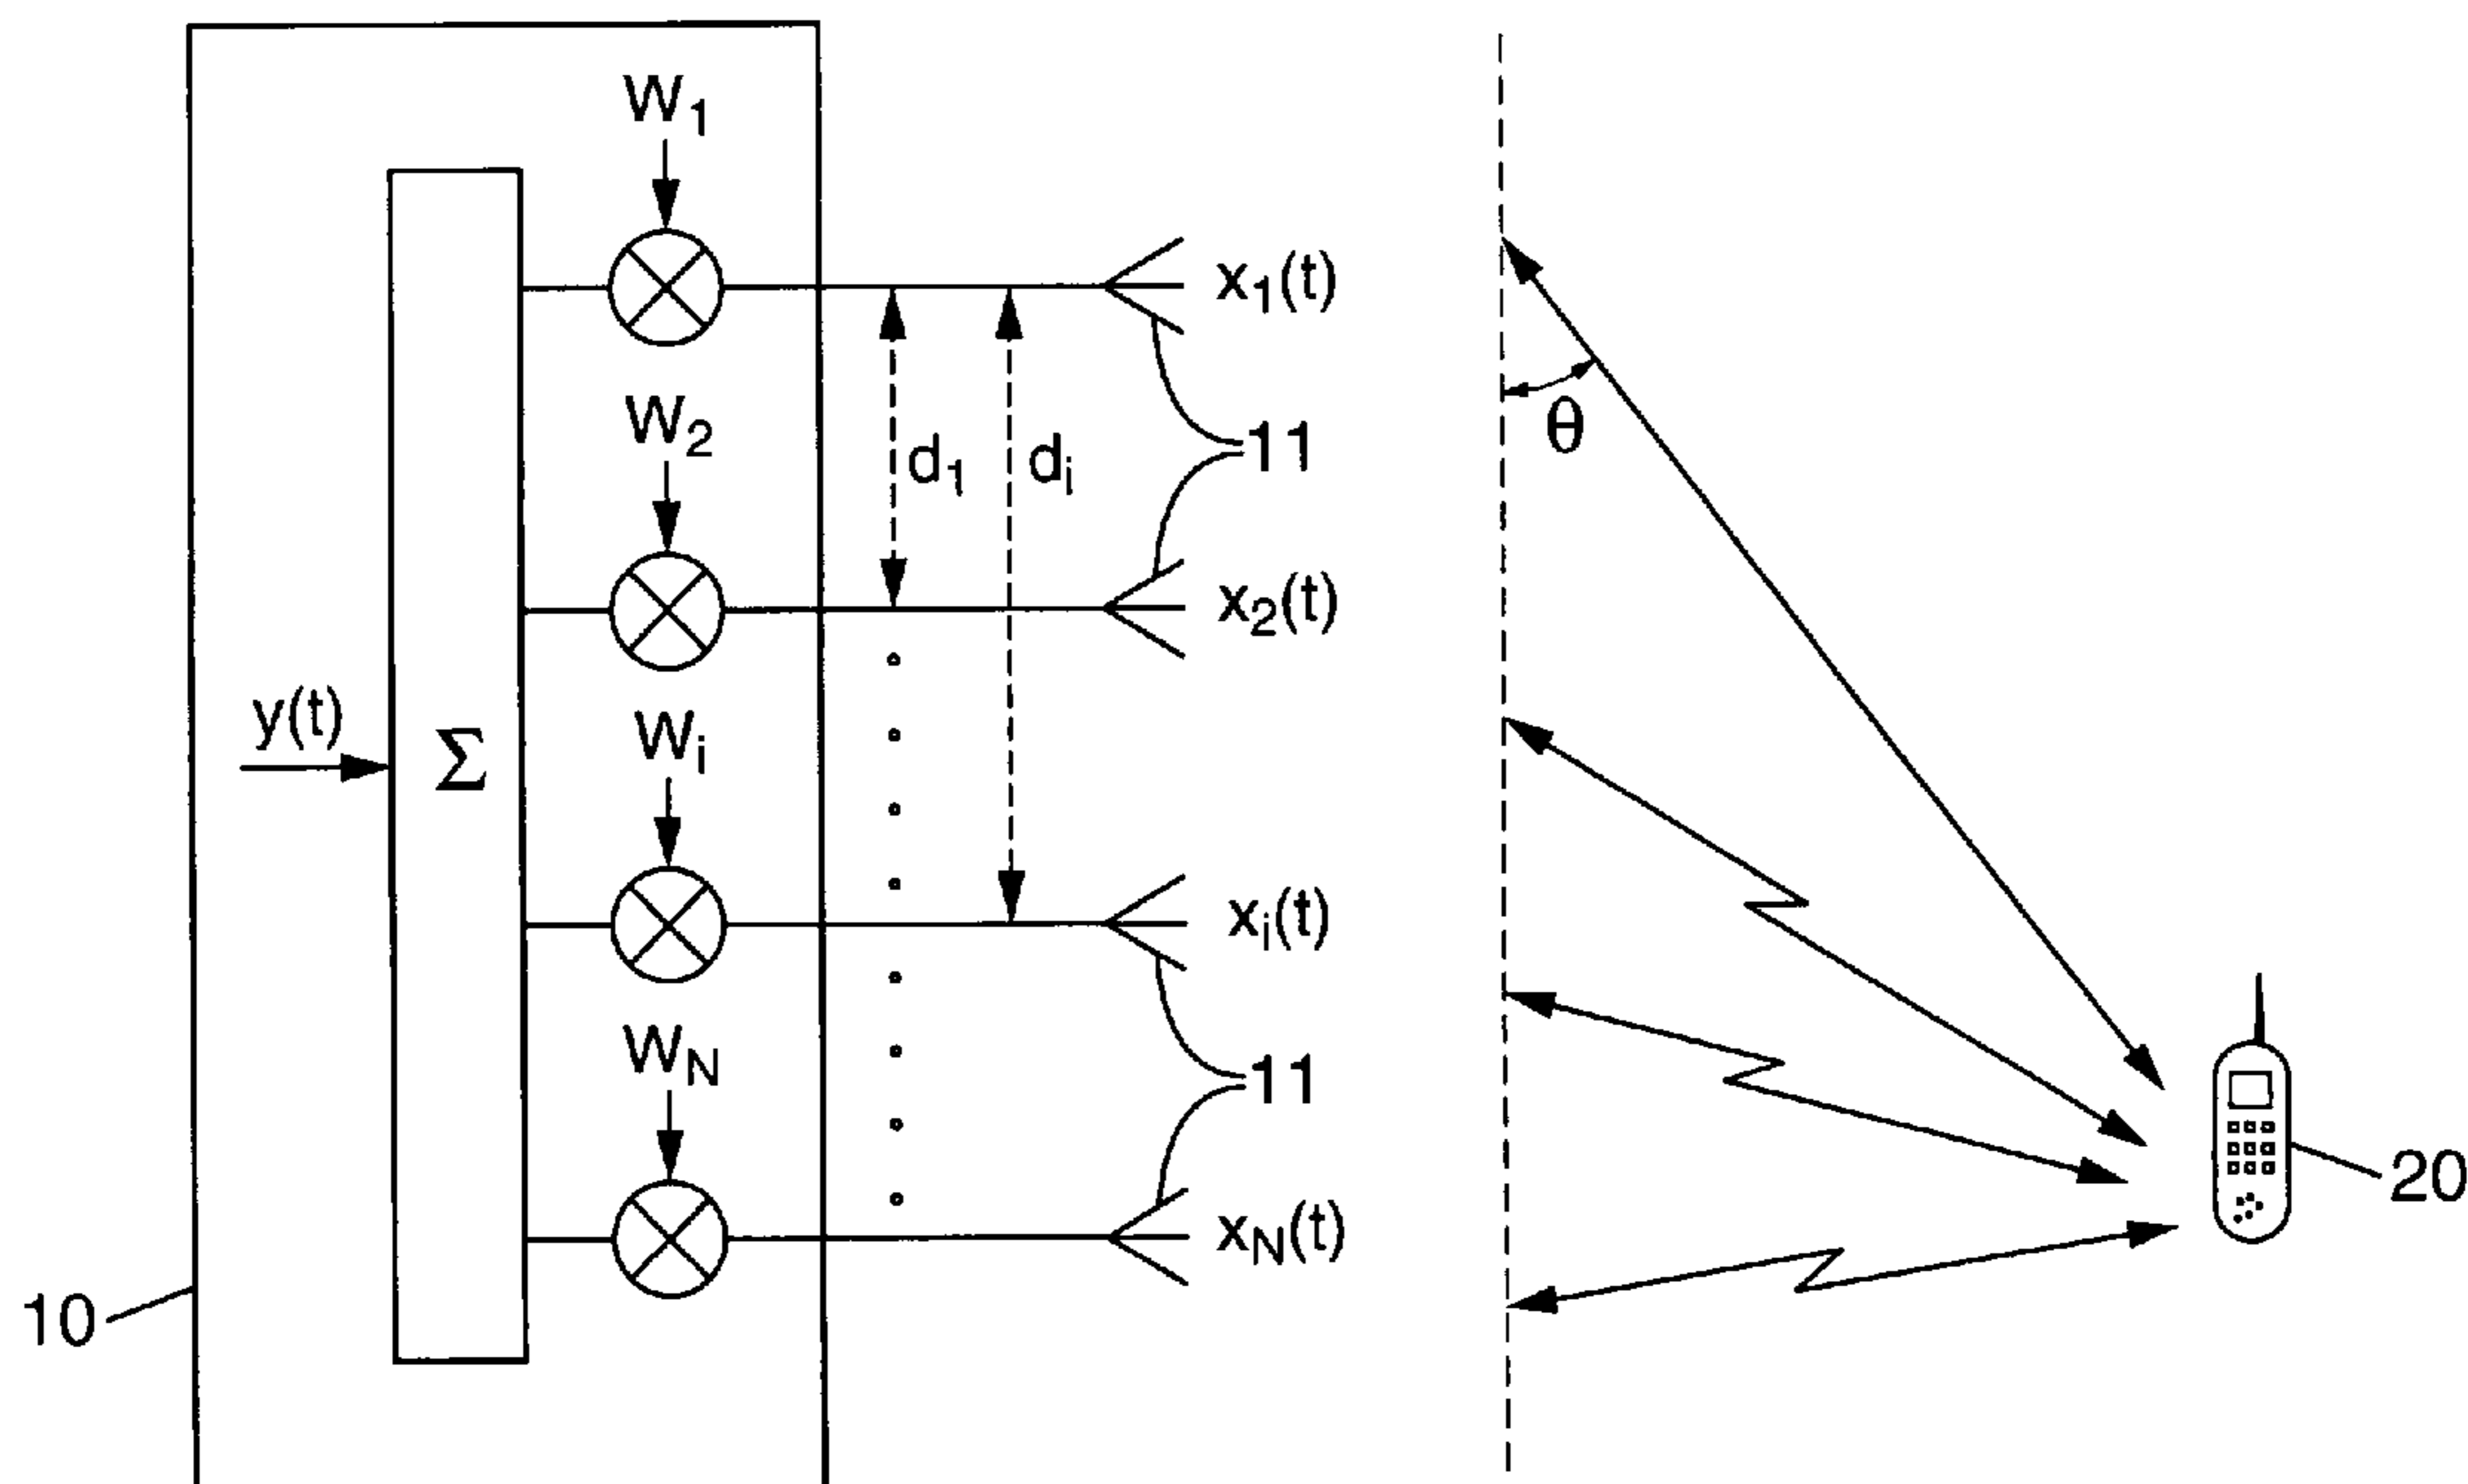 W1
x1(t)
W2
d1
di
11
θ
x2(t)
y(t)
Σ
Wi
xi(t)
WN
11
20
xN(t)
10